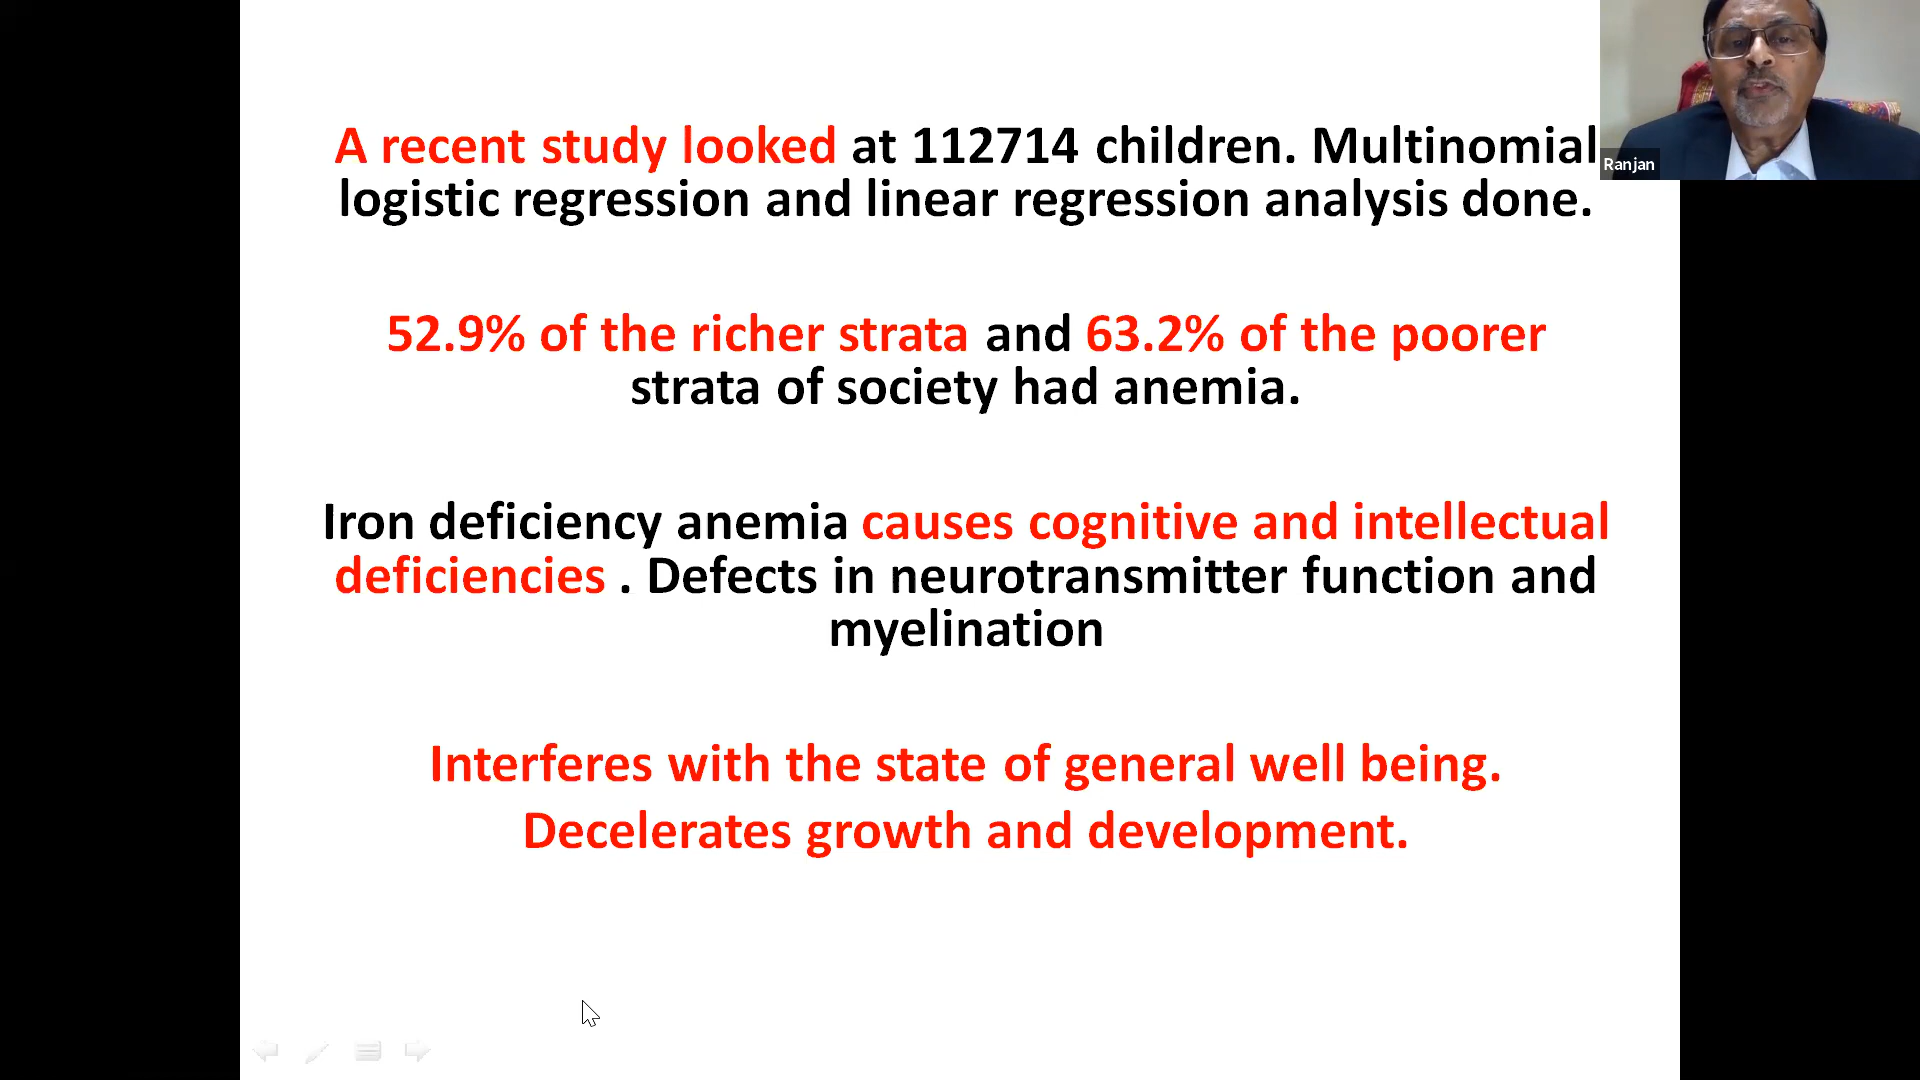 A recent study looked at 112714 children. Multinomial
logistic regression and linear regression analysis done.
52.9% of the richer strata and 63.2% of the poorer
strata of society had anemia.
Iron deficiency anemia causes cognitive and intellectual
deficiencies . Defects in neurotransmitter function and
myelination
Interferes with the state of general well being.
Decelerates growth and development.
Ranjan